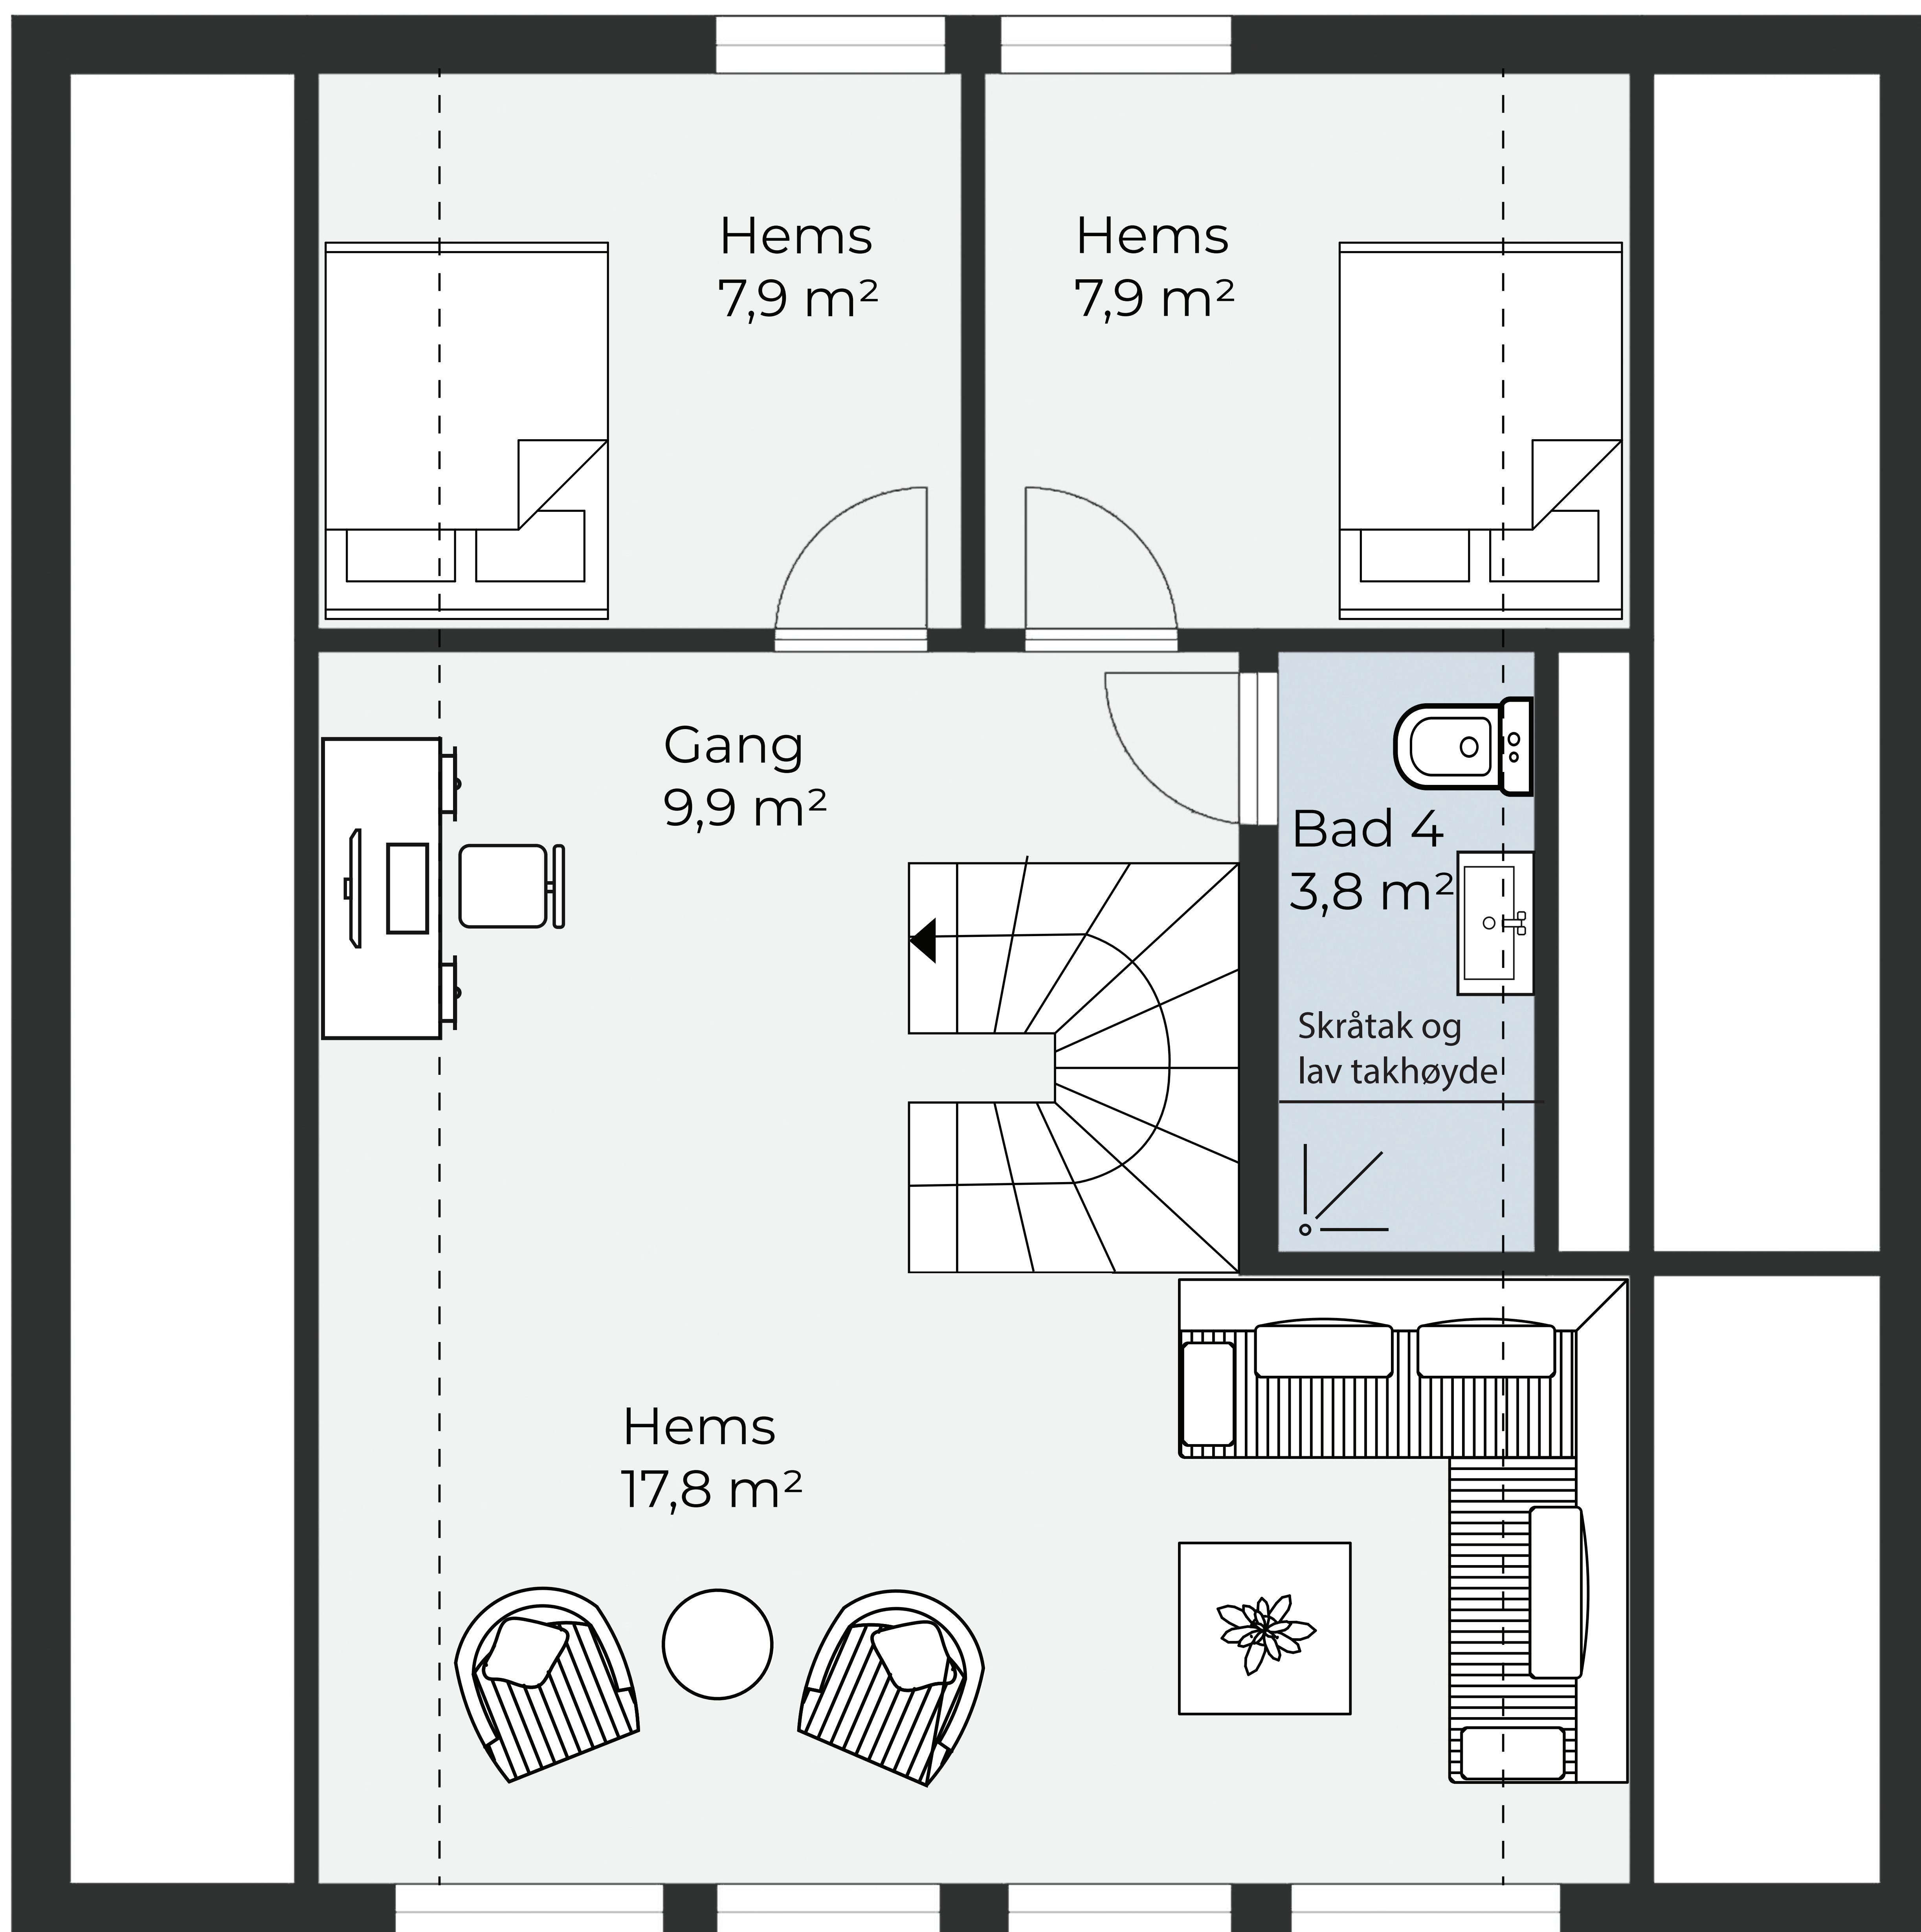 Hems
7,9 m²
Hems
7,9 m²
Gang
9,9 m²
Bad 4
3,8 m²
Skråtak og
lav takhøyde
Hems
17,8 m²